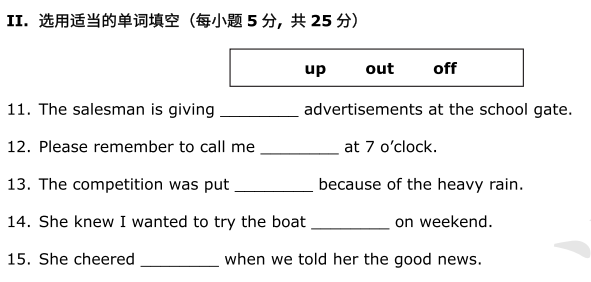 II. 选用适当的单词填空（每小题 5 分, 共 25 分）
up out off
11. The salesman is giving ________ advertisements at the school gate.
12. Please remember to call me ________ at 7 o’clock.
13. The competition was put ________ because of the heavy rain.
14. She knew I wanted to try the boat ________ on weekend.
15. She cheered ________ when we told her the good news.